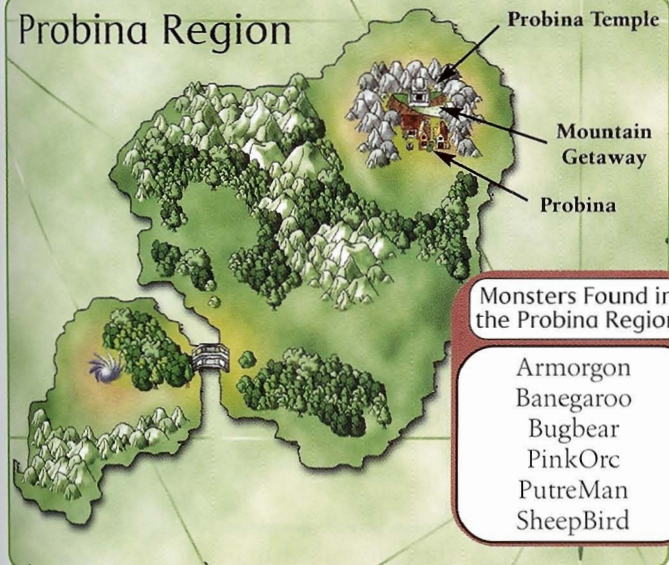 Probina Region
Probina Temple
Mountain
Getaway
Probina
Monsters Found in
the Probina Region
Armorgon
Banegaroo
Bugbear
PinkOrc
PutreMan
SheepBird